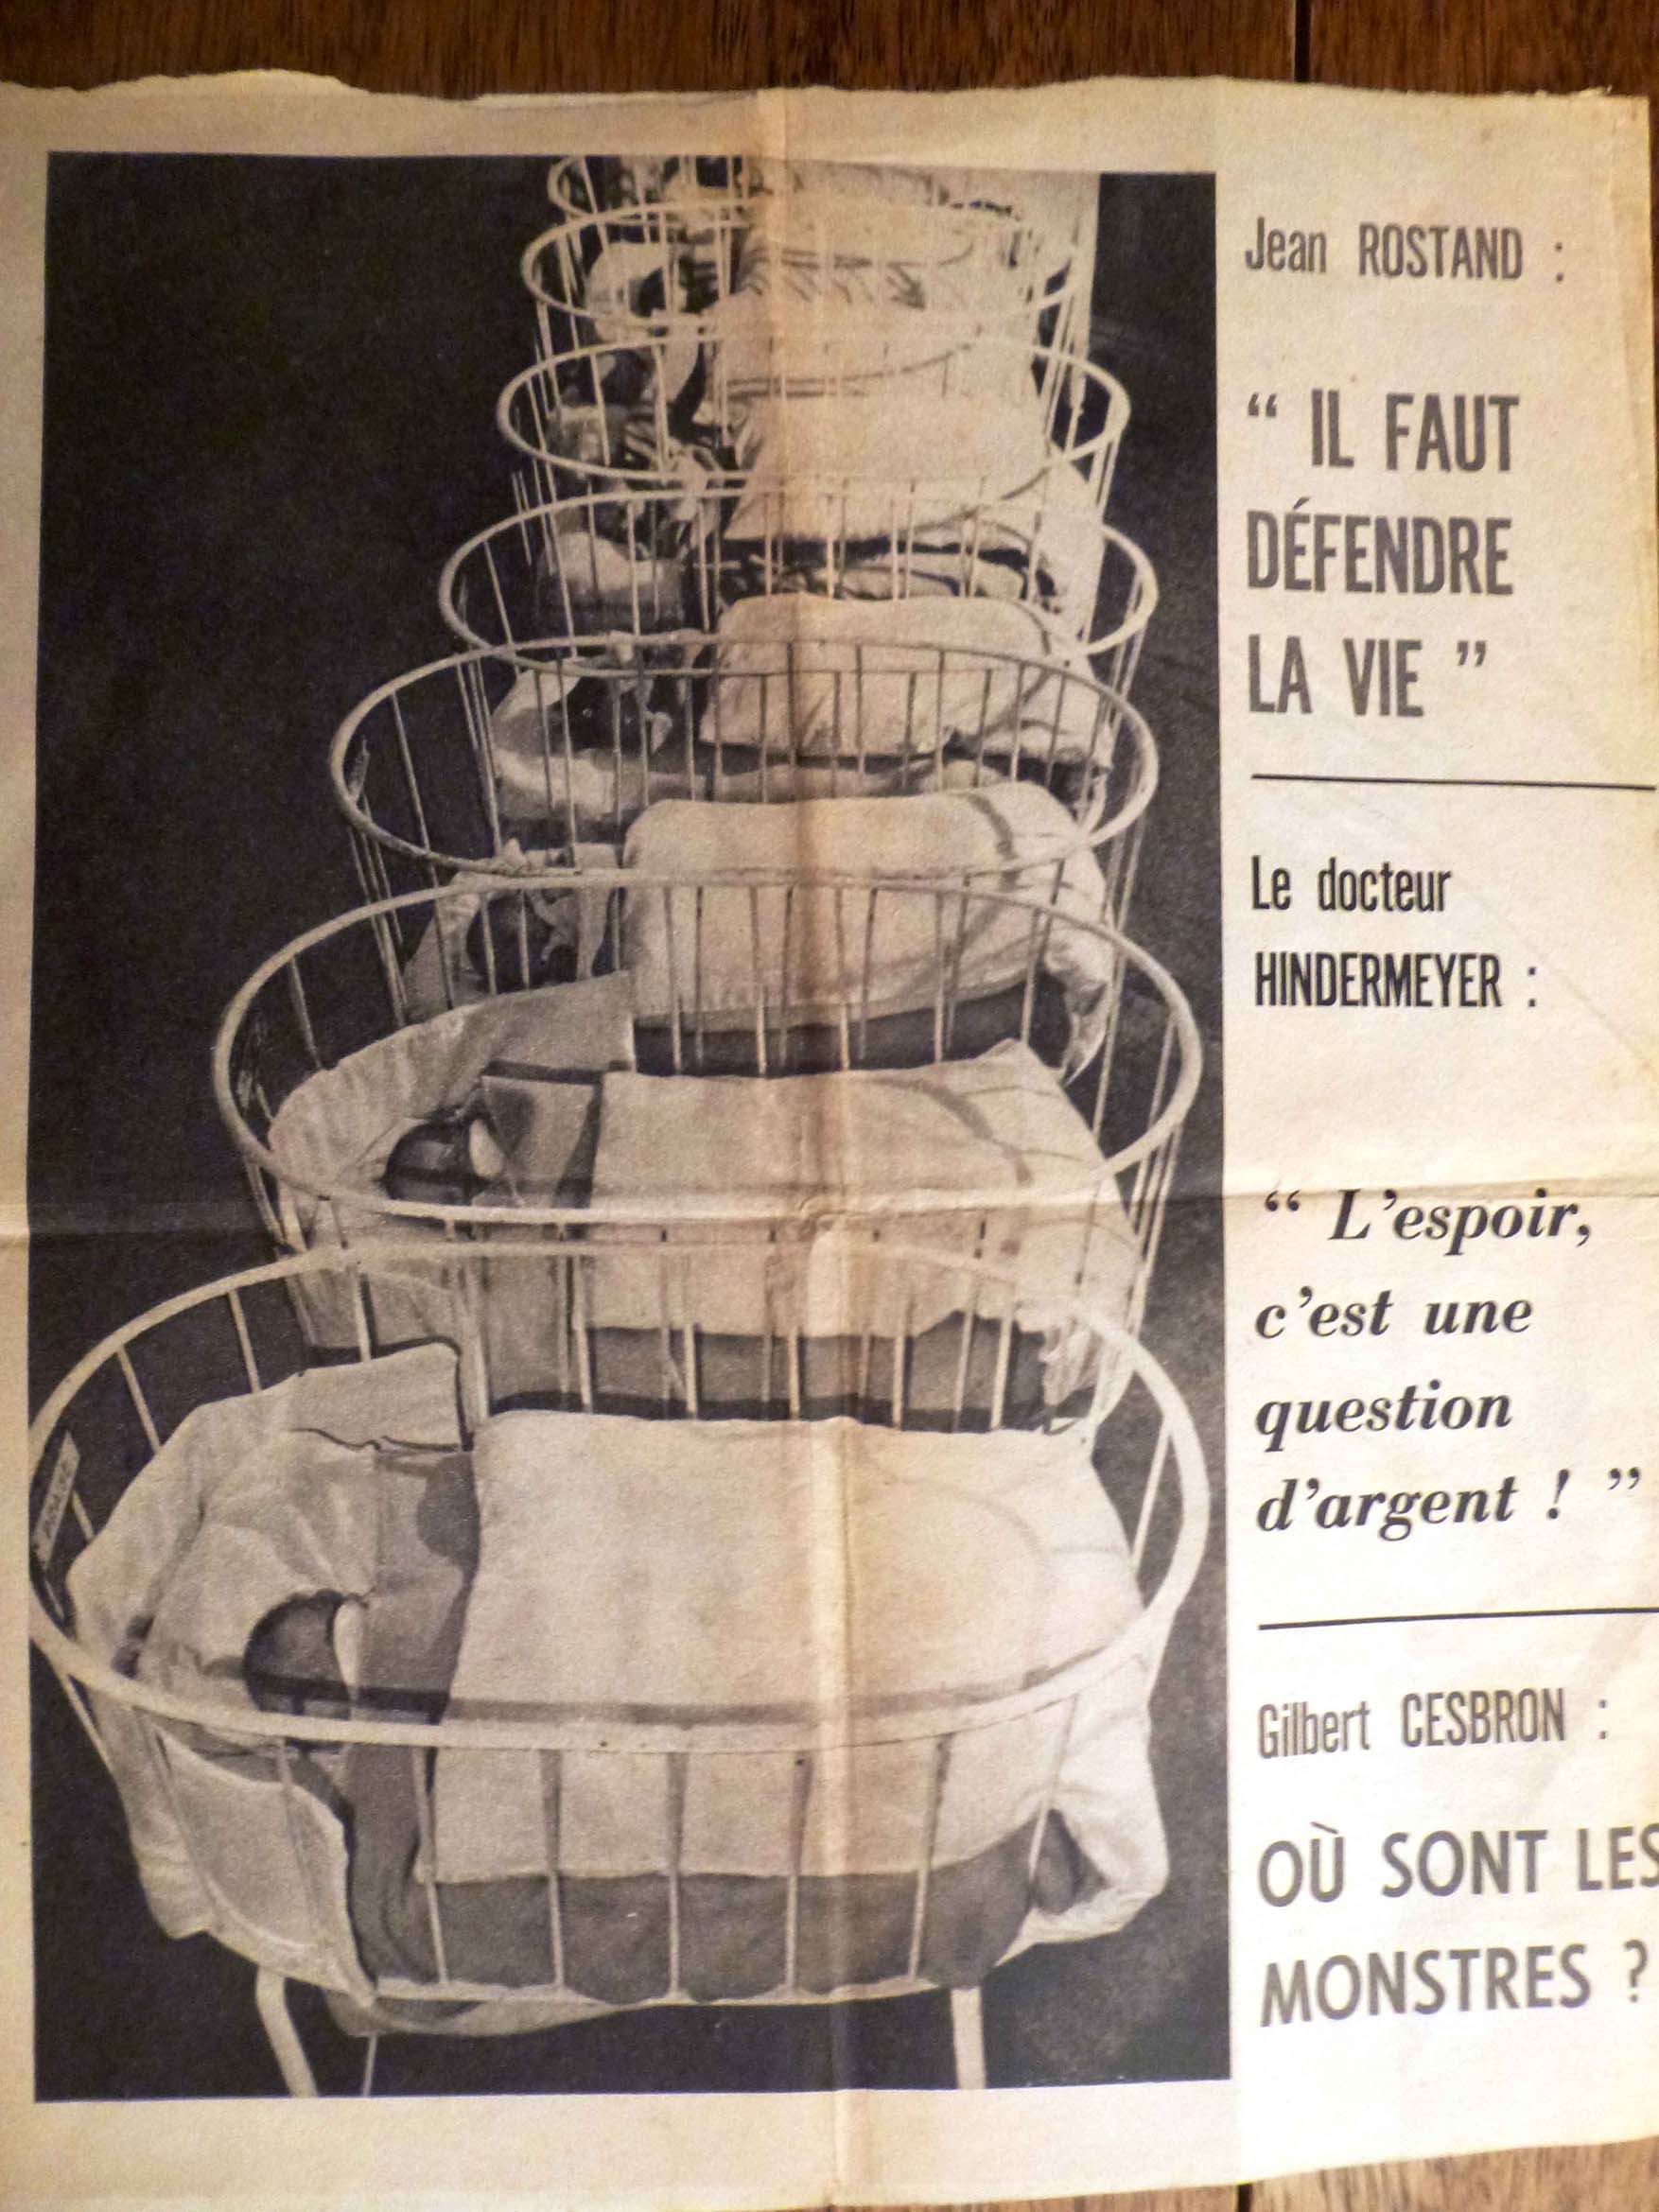 Jean ROSTAND :
“ IL FAUT
DÉFENDRE
LA VIE ”
Le docteur
HINDERMEYER :
“ L’espoir,
c’est une
question
d’argent ! ”
Gilbert CESBRON :
OÙ SONT LES
MONSTRES ?